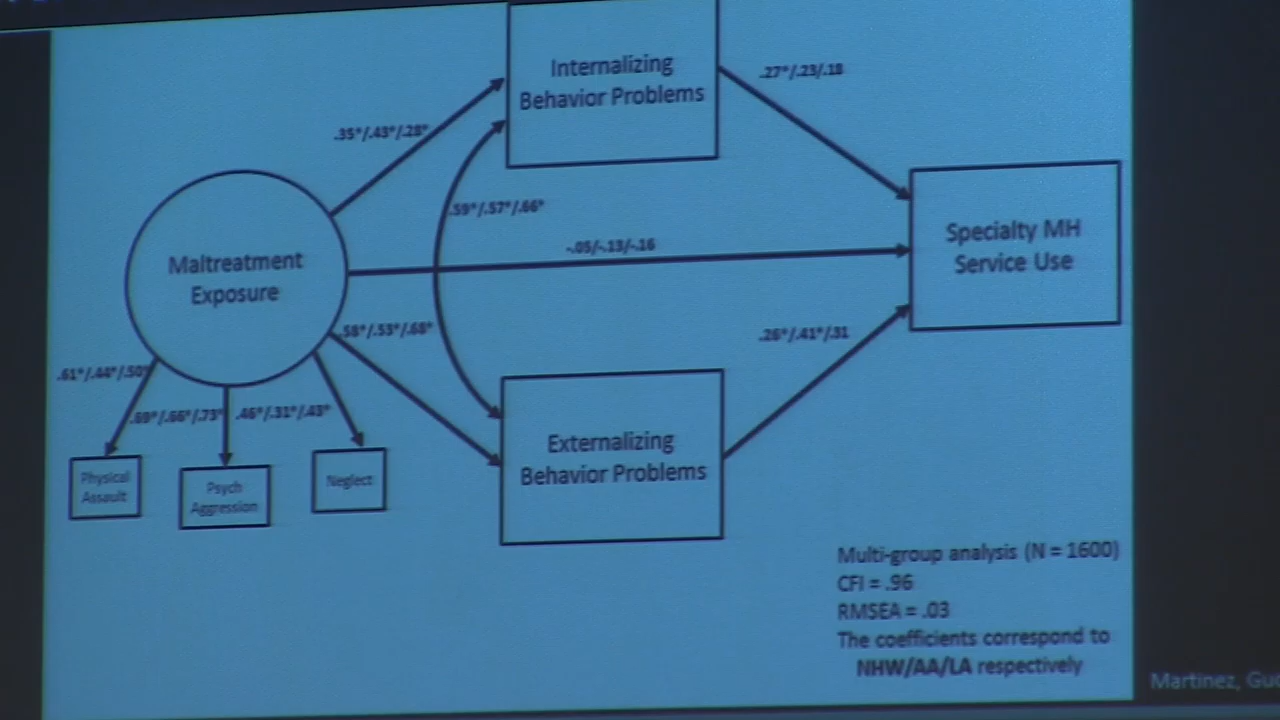 Internalizing
Behavior Problems
.27*/.23/.18
.35*/.43*/.28*
.59*/.57*/.66*
Specialty MH
Service Use
-.05/-.13/-.16
Maltreatment
Exposure
.58*/.53*/.68*
.26*/.41*/.31
.61*/.44*/.50*
.69*/.66*/.73*
.46*/.31*/.43*
Externalizing
Behavior Problems
Physical
Assault
Psych
Aggression
Neglect
Multi-group analysis (N = 1600)
CFI = .96
RMSEA = .03
The coefficients correspond to
NHW/AA/LA respectively
Martinez,